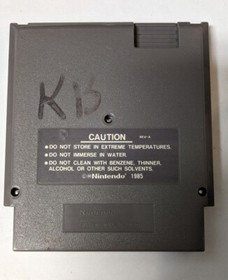 KB
CAUTION
• DO NOT STORE IN EXTREME TEMPERATURES.
• DO NOT IMMERSE IN WATER.
• DO NOT CLEAN WITH BENZENE, THINNER,
ALCOHOL OR OTHER SUCH SOLVENTS.
Nintendo 1985